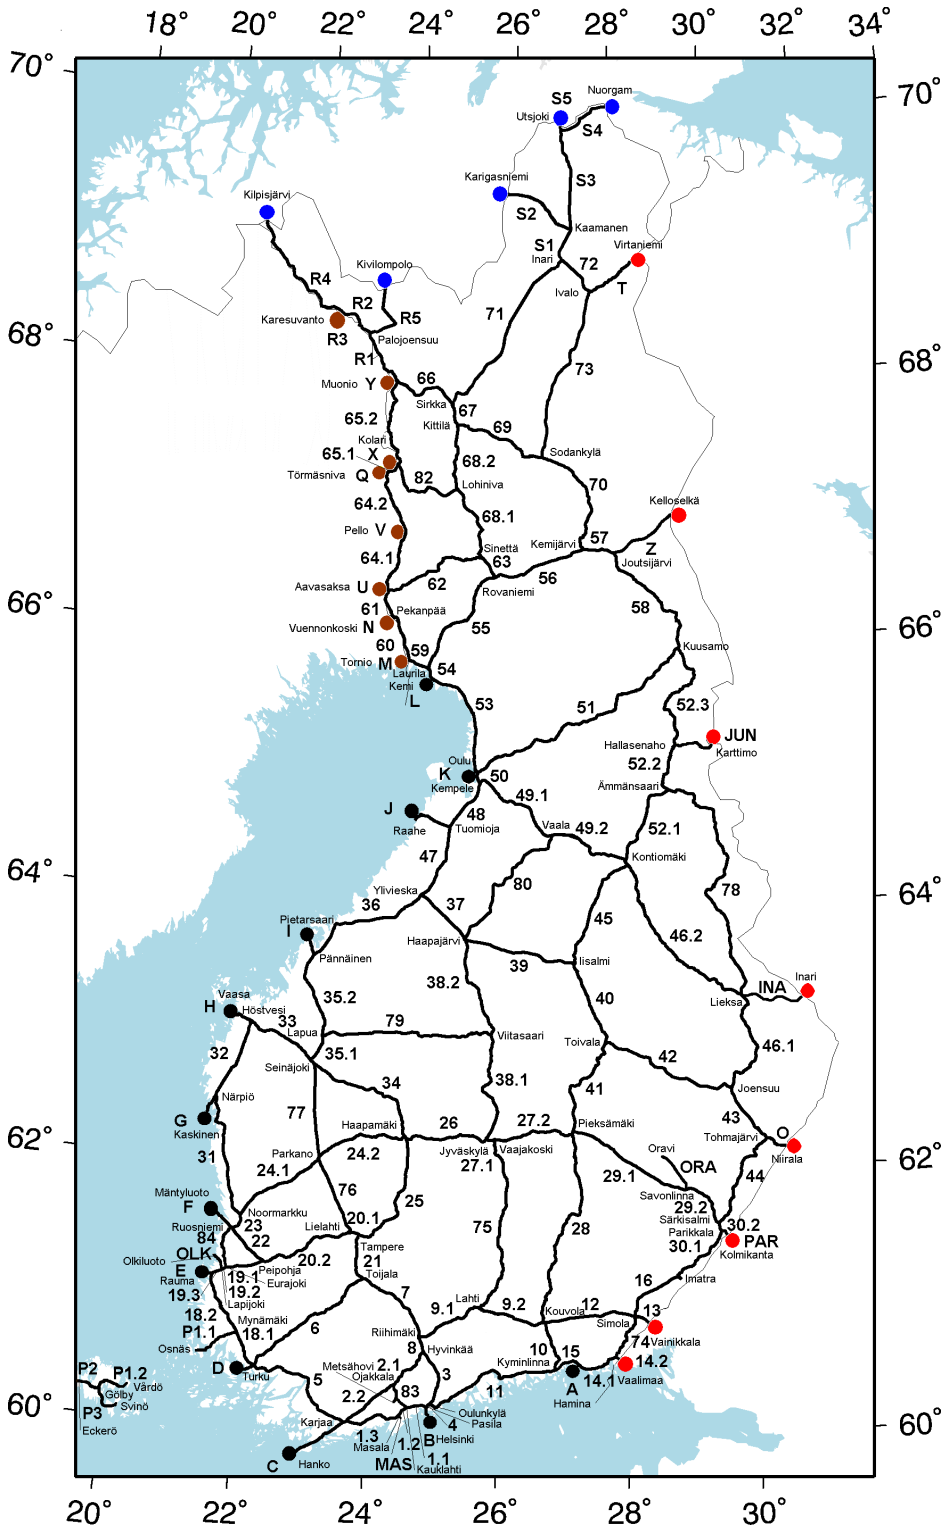 18° 20° 22° 24° 26° 28° 30° 32° 34°
70°
70°
Nuorgam
S5
Utsjoki
S4
Karigasniemi
S3
Kilpisjärvi
S2
Kaamanen
S1
Virtaniemi
Inari
72
Kivilompolo
R4
Ivalo
T
R2
Karesuvanto
R5
71
R3
Palojoensuu
68°
68°
R1
73
66
Muonio
Y
Sirkka
67
65.2
Kittilä
69
Kolari
65.1
X
68.2
Sodankylä
Törmäsniva
Q
82
Lohiniva
70
64.2
Kelloselkä
68.1
Pello
V
57
Kemijärvi
Sinettä
Z
64.1
63
Joutsijärvi
62
56
Aavasaksa
U
Rovaniemi
61
Pekanpää
58
66°
66°
Vuennonkoski
N
55
60
59
Kuusamo
Tornio
M
54
Laurila
Kemi
L
53
51
52.3
JUN
Hallasenaho
Karttimo
Oulu
52.2
K
50
Kempele
Ämmänsaari
49.1
J
48
Vaala
49.2
52.1
Raahe
Tuomioja
47
Kontiomäki
64°
64°
80
Ylivieska
78
36
37
45
Pietarsaari
I
46.2
Haapajärvi
Pännäinen
39
Iisalmi
38.2
Inari
INA
Vaasa
35.2
40
H
Höstvesi
Lieksa
33
79
Lapua
Viitasaari
Toivala
46.1
32
35.1
42
Seinäjoki
34
38.1
41
Joensuu
Närpiö
77
43
G
Haapamäki
26
27.2
Pieksämäki
O
Kaskinen
Tohmajärvi
62°
62°
31
Parkano
24.2
Jyväskylä
Vaajakoski
Oravi
Niirala
24.1
27.1
29.1
ORA
44
Mäntyluoto
76
25
Savonlinna
F
Noormarkku
29.2
23
20.1
75
28
Särkisalmi
30.2
Ruosniemi
Lielahti
Parikkala
PAR
84
22
30.1
Kolmikanta
OLK
20.2
Tampere
Olkiluoto
21
E
19.1
Peipohja
Toijala
16
Rauma
Eurajoki
Imatra
19.3
19.2
7
Lahti
Lapijoki
9.1
9.2
12
18.2
Mynämäki
Kouvola
13
P1.1
18.1
6
Riihimäki
Simola
Osnäs
8
Hyvinkää
74
Vainikkala
Metsähovi
2.1
Kyminlinna
10
15
14.2
P2
P1.2
D
Ojakkala
3
Turku
5
11
A
14.1
Vaalimaa
Vårdö
2.2
83
Hamina
Gölby
60°
60°
P3
Svinö
Oulunkylä
Karjaa
4
Pasila
Eckerö
1.3
B
Helsinki
Masala
1.2
1.1
C
Hanko
MAS
Kauklahti
20° 22° 24° 26° 28° 30°